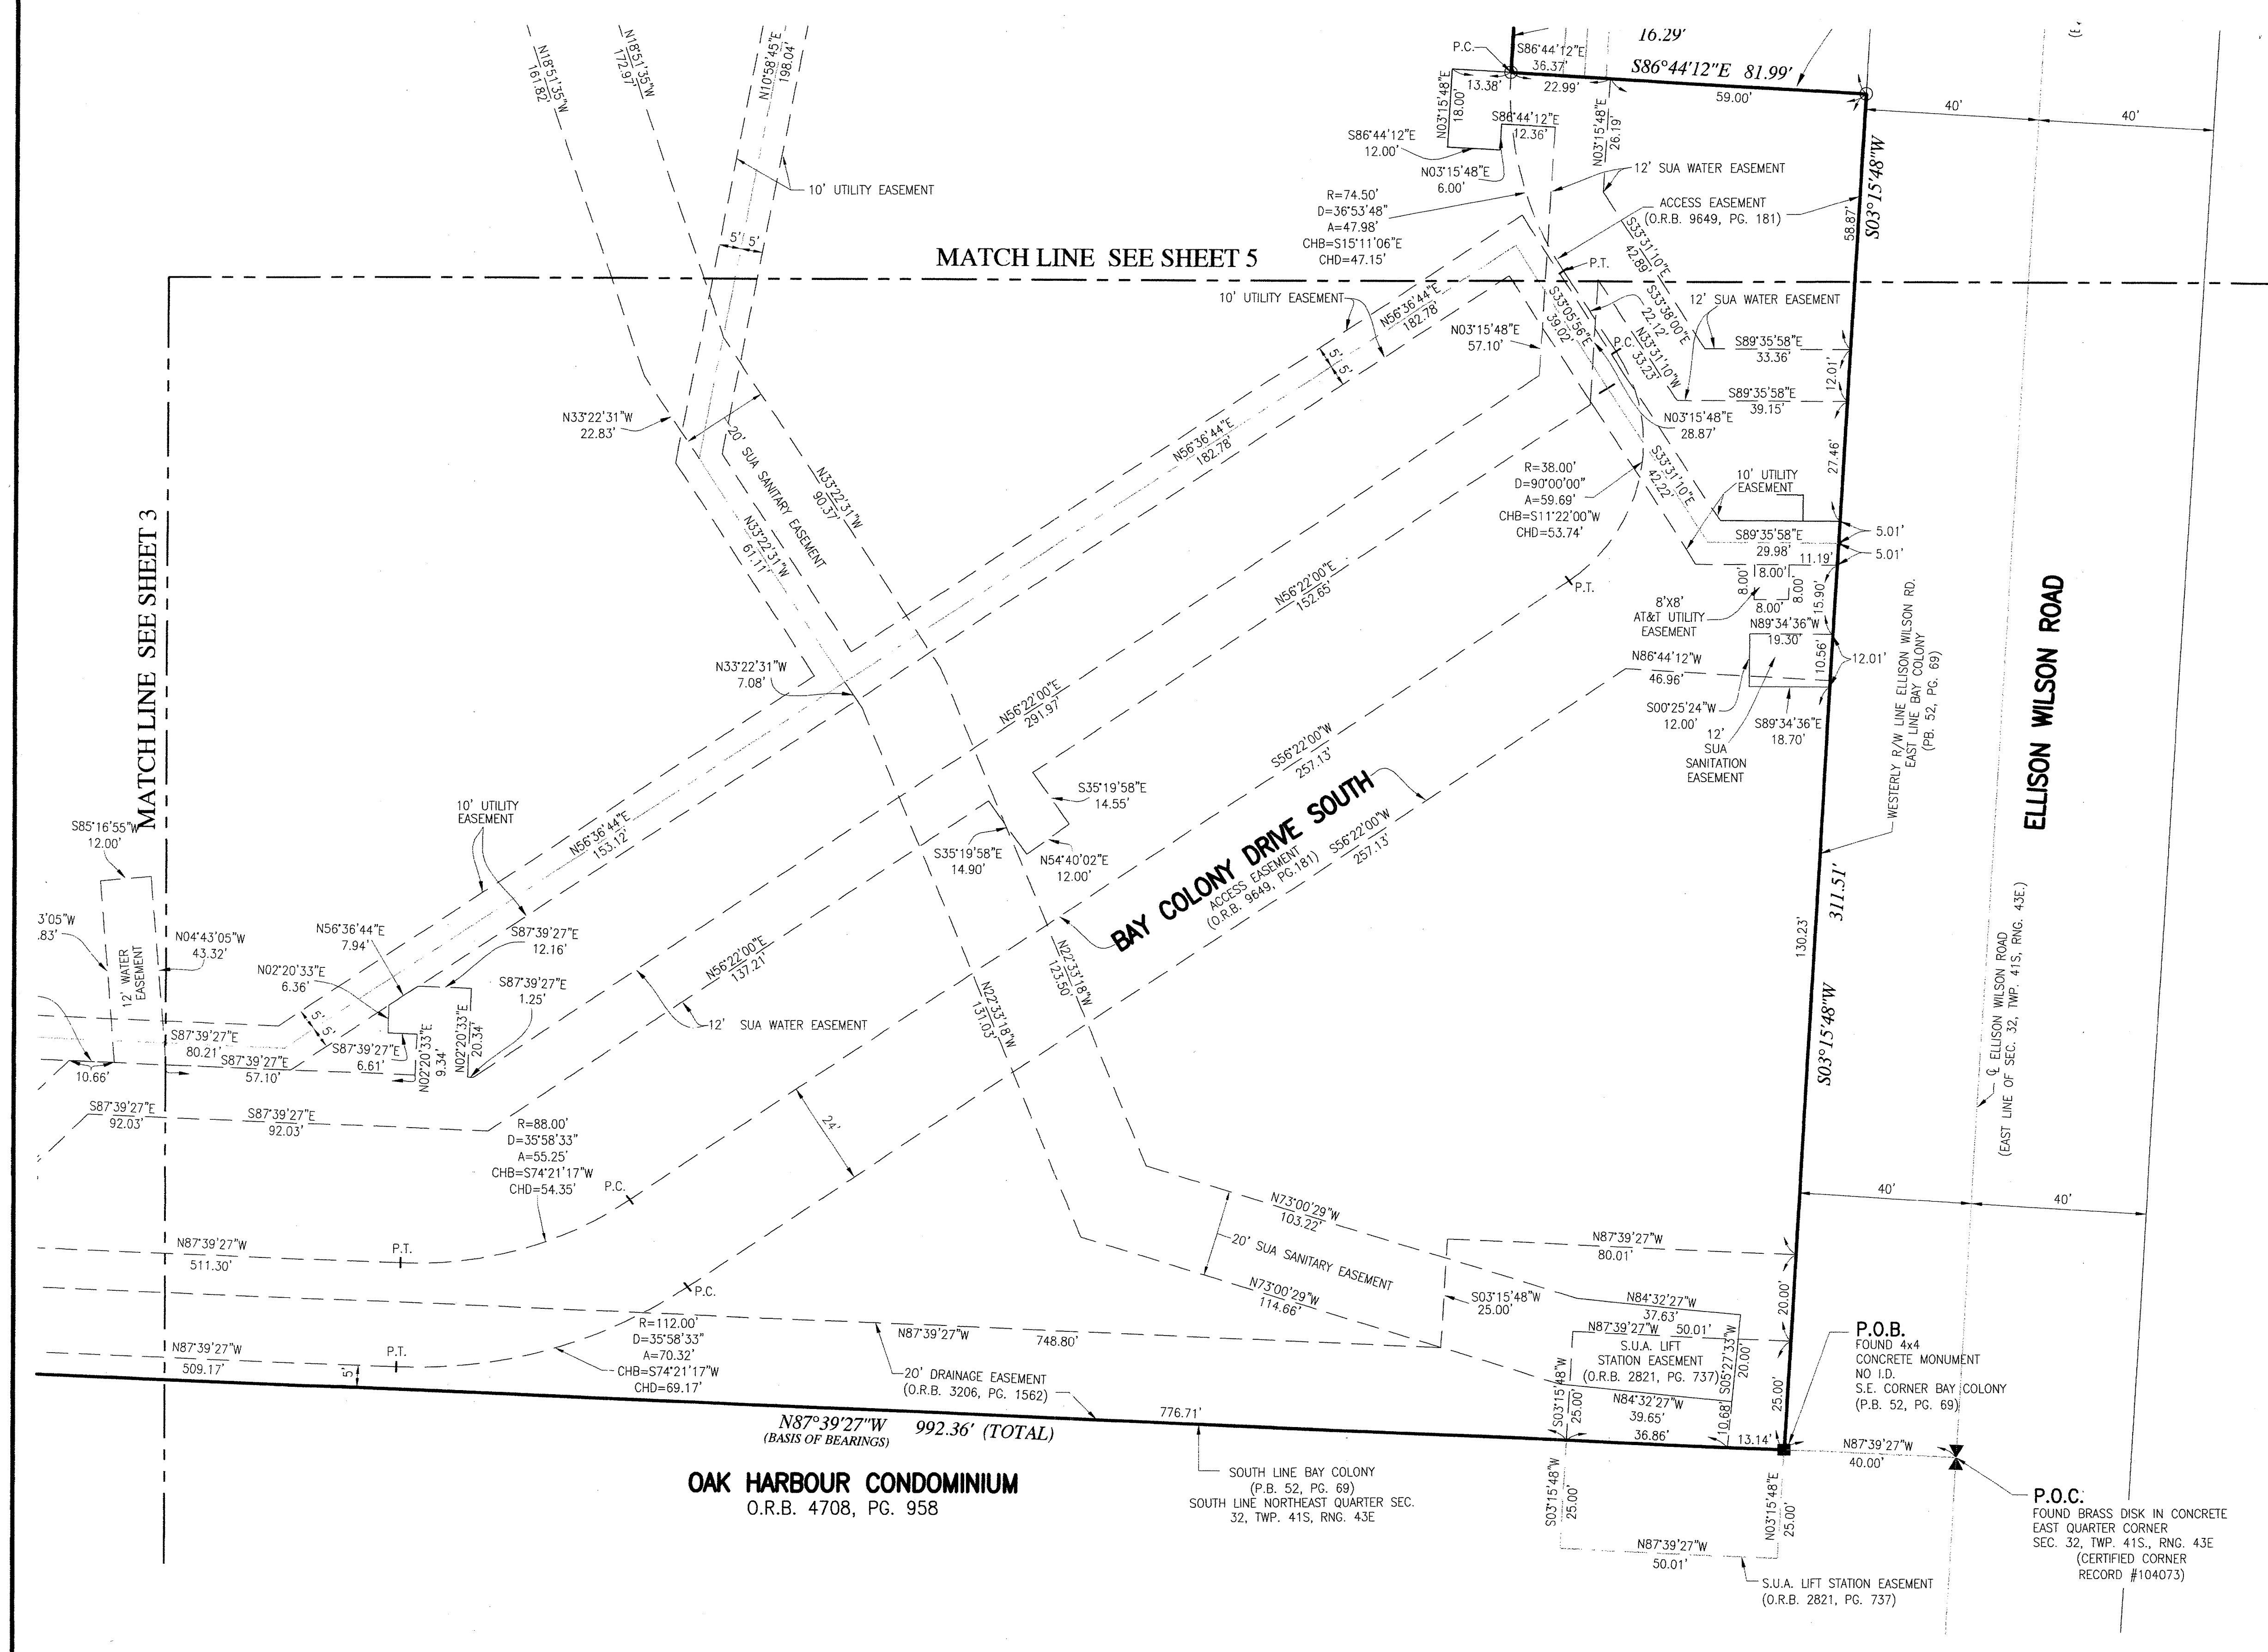 N18°51'35"W
161.82'
N18°51'35"W
172.97'
N10°58'45"E
198.04'
10' UTILITY EASEMENT
5'
5'
P.C.
S86°44'12"E
36.37'
16.29'
S86°44'12"E 81.99'
13.38'
22.99'
59.00'
40'
40'
N03°15'48"E
18.00'
S86°44'12"E
12.36'
N03°15'48"E
26.19'
S86°44'12"E
12.00'
N03°15'48"E
6.00'
12' SUA WATER EASEMENT
R=74.50'
D=36°53'48"
A=47.98'
CHB=S15°11'06"E
CHD=47.15'
ACCESS EASEMENT
(O.R.B. 9649, PG. 181)
58.87'
S03°15'48"W
MATCH LINE SEE SHEET 5
P.T.
S33°31'10"E
42.89'
10' UTILITY EASEMENT
N56°36'44"E
182.78'
S33°05'56"E
39.02'
S33°38'00"E
22.12'
12' SUA WATER EASEMENT
N03°15'48"E
57.10'
P.C.
N33°31'10"W
33.23'
S89°35'58"E
33.36'
12.01'
5'
5'
S89°35'58"E
39.15'
N03°15'48"E
28.87'
27.46'
N33°22'31"W
22.83'
20' SUA SANITARY EASEMENT
N33°22'31"W
90.37'
N56°36'44"E
182.78'
R=38.00'
D=90°00'00"
A=59.69'
CHB=S11°22'00"W
CHD=53.74'
S33°31'10"E
42.22'
10' UTILITY
EASEMENT
S89°35'58"E
29.98'
5.01'
5.01'
11.19'
8.00'
8.00'
8.00'
8.00'
15.90'
8'X8'
AT&T UTILITY
EASEMENT
MATCH LINE SEE SHEET 3
N33°22'31"W
61.11'
N56°22'00"E
152.65'
P.T.
N89°34'36"W
19.30'
10.56'
12.01'
N86°44'12"W
46.96'
S00°25'24"W
12.00'
S89°34'36"E
18.70'
12'
SUA
SANITATION
EASEMENT
WESTERLY R/W LINE ELLISON WILSON RD.
EAST LINE BAY COLONY
(PB. 52, PG. 69)
ELLISON WILSON ROAD
N33°22'31"W
7.08'
N56°22'00"E
291.97'
S56°22'00"W
257.13'
S35°19'58"E
14.55'
S35°19'58"E
14.90'
N54°40'02"E
12.00'
BAY COLONY DRIVE SOUTH
ACCESS EASEMENT
(O.R.B. 9649, PG.181)
S56°22'00"W
257.13'
10' UTILITY
EASEMENT
N56°36'44"E
153.12'
S85°16'55"W
12.00'
3'05"W
.83'
12' WATER
EASEMENT
N04°43'05"W
43.32'
N56°36'44"E
7.94'
N02°20'33"E
6.36'
S87°39'27"E
12.16'
S87°39'27"E
1.25'
N56°22'00"E
137.21'
12' SUA WATER EASEMENT
N22°33'18"W
131.03'
N22°33'18"W
123.50'
130.23'
311.51'
S03°15'48"W
℄ ELLISON WILSON ROAD
(EAST LINE OF SEC. 32, TWP. 41S, RNG. 43E.)
5'
5'
S87°39'27"E
80.21'
S87°39'27"E
57.10'
S87°39'27"E
6.61'
N02°20'33"E
9.34'
N02°20'33"E
20.34'
10.66'
S87°39'27"E
92.03'
S87°39'27"E
92.03'
R=88.00'
D=35°58'33"
A=55.25'
CHB=S74°21'17"W
CHD=54.35'
P.C.
24'
40'
40'
N87°39'27"W
511.30'
P.T.
P.C.
N73°00'29"W
103.22'
20' SUA SANITARY EASEMENT
N73°00'29"W
114.66'
N87°39'27"W
80.01'
S03°15'48"W
25.00'
N84°32'27"W
37.63'
20.00'
N87°39'27"W 50.01'
S.U.A. LIFT
STATION EASEMENT
(O.R.B. 2821, PG. 737)
S05°27'33"W
20.00'
S03°15'48"W
25.00'
N84°32'27"W
39.65'
10.68'
25.00'
36.86'
13.14'
R=112.00'
D=35°58'33"
A=70.32'
CHB=S74°21'17"W
CHD=69.17'
N87°39'27"W 748.80'
20' DRAINAGE EASEMENT
(O.R.B. 3206, PG. 1562)
N87°39'27"W
509.17'
P.T.
5'
776.71'
N87°39'27"W 992.36' (TOTAL)
(BASIS OF BEARINGS)
OAK HARBOUR CONDOMINIUM
O.R.B. 4708, PG. 958
SOUTH LINE BAY COLONY
(P.B. 52, PG. 69)
SOUTH LINE NORTHEAST QUARTER SEC.
32, TWP. 41S, RNG. 43E
P.O.B.
FOUND 4x4
CONCRETE MONUMENT
NO I.D.
S.E. CORNER BAY COLONY
(P.B. 52, PG. 69)
N87°39'27"W
40.00'
S03°15'48"W
25.00'
N03°15'48"E
25.00'
N87°39'27"W
50.01'
S.U.A. LIFT STATION EASEMENT
(O.R.B. 2821, PG. 737)
P.O.C.
FOUND BRASS DISK IN CONCRETE
EAST QUARTER CORNER
SEC. 32, TWP. 41S., RNG. 43E
(CERTIFIED CORNER
RECORD #104073)